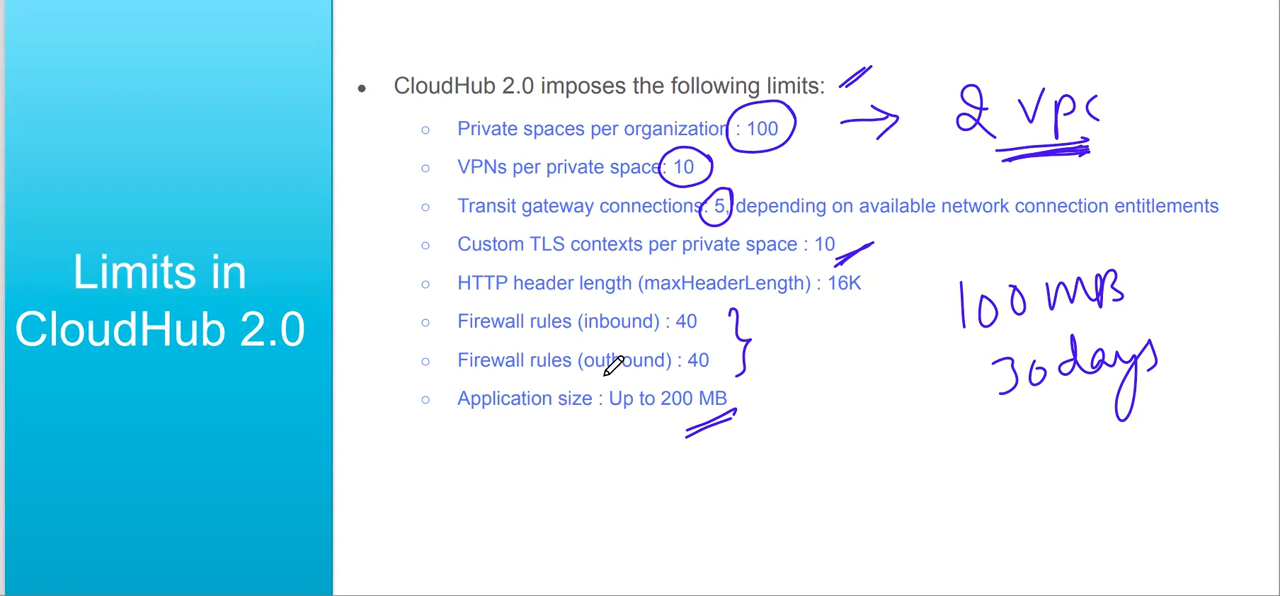 Limits in
CloudHub 2.0
• CloudHub 2.0 imposes the following limits:
○ Private spaces per organization : 100
○ VPNs per private space: 10
○ Transit gateway connections: 5, depending on available network connection entitlements
○ Custom TLS contexts per private space : 10
○ HTTP header length (maxHeaderLength) : 16K
○ Firewall rules (inbound) : 40
○ Firewall rules (outbound) : 40
○ Application size : Up to 200 MB
→ 2 vpc
100 MB
30 days